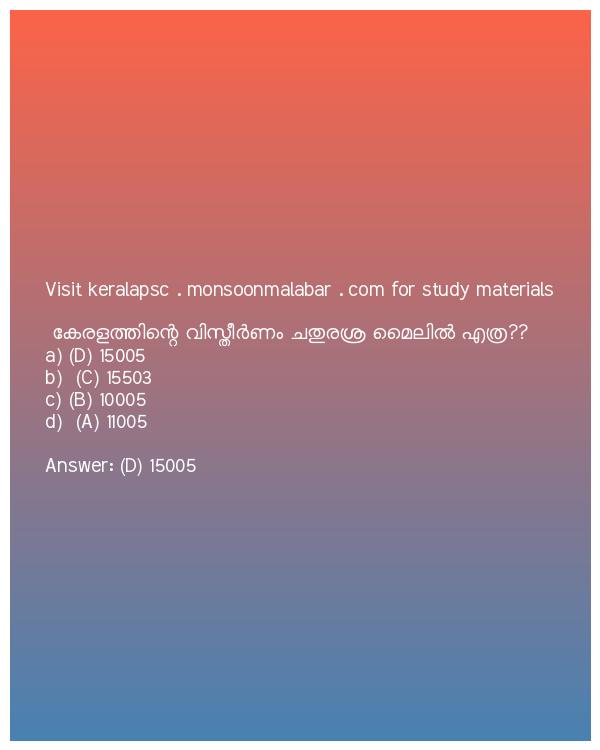 Visit keralapsc . monsoonmalabar . com for study materials
കേരളത്തിന്റെ വിസ്തീർണം ചതുരശ്ര മൈലിൽ എത്ര??
a) (D) 15005
b)  (C) 15503
c) (B) 10005
d)  (A) 11005
Answer: (D) 15005